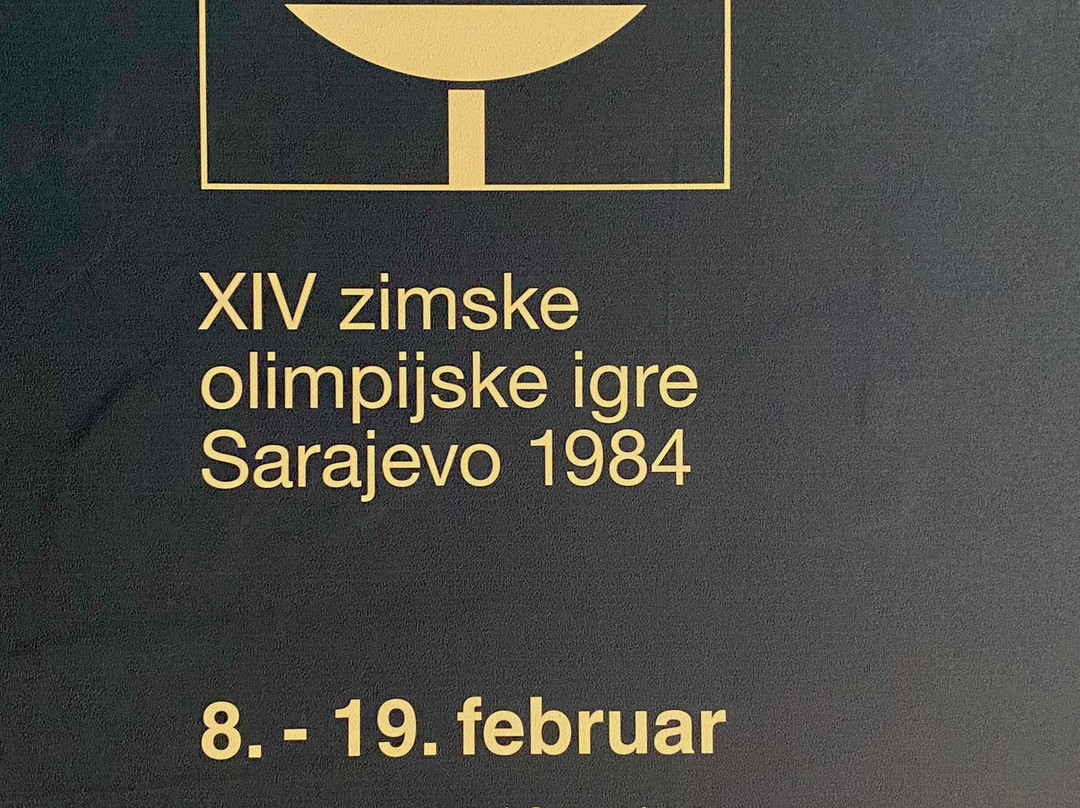 XIV zimske
olimpijske igre
Sarajevo 1984
8. - 19. februar